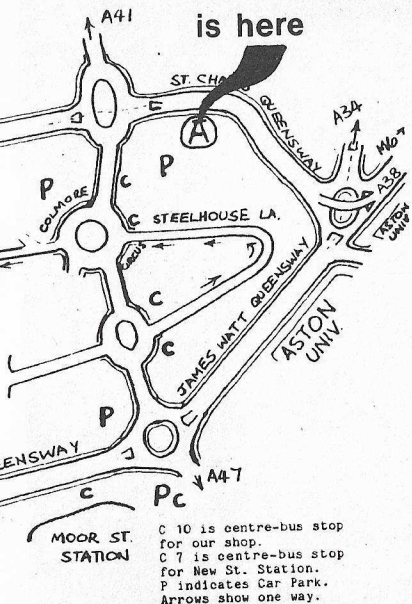 is here
A41
ST. CHA
QUEENSWAY
A34
M6
A38
ASTON
UNIV.
A
P
P
C
COLMORE
CIRCUS
C
STEELHOUSE LA.
C
C
JAMES WATT QUEENSWAY
ASTON
UNIV.
P
ENSWAY
A47
C
PC
MOOR ST.
STATION
C 10 is centre-bus stop
for our shop.
C 7 is centre-bus stop
for New St. Station.
P indicates Car Park.
Arrows show one way.